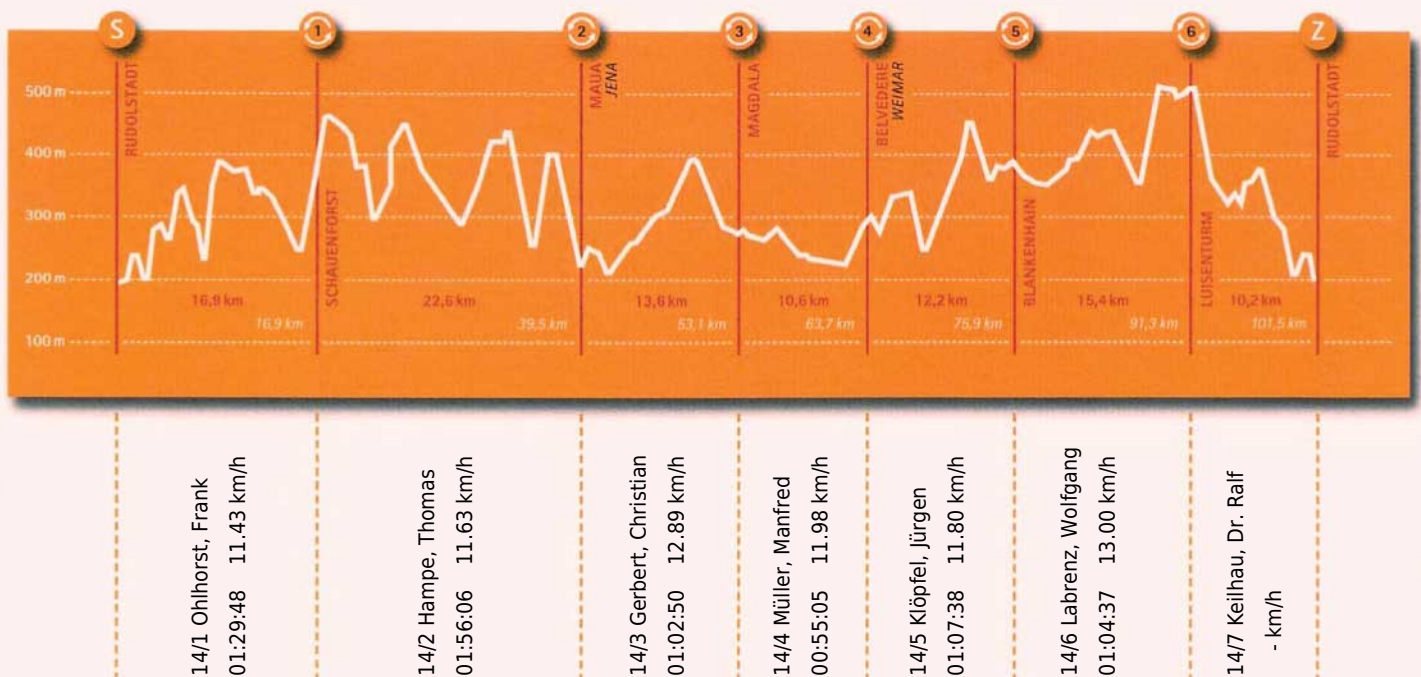 S
1
2
3
4
5
6
Z
500 m
400 m
300 m
200 m
100 m
RUDOLSTADT
SCHAUENFORST
MAUA
JENA
MAGDALA
BELVEDERE
WEIMAR
BLANKENHAIN
LUISENTURM
RUDOLSTADT
16,9 km
22,6 km
13,6 km
10,6 km
12,2 km
15,4 km
10,2 km
16,9 km
39,5 km
53,1 km
63,7 km
75,9 km
91,3 km
101,5 km
14/1 Ohlhorst, Frank
01:29:48 11.43 km/h
14/2 Hampe, Thomas
01:56:06 11.63 km/h
14/3 Gerbert, Christian
01:02:50 12.89 km/h
14/4 Müller, Manfred
00:55:05 11.98 km/h
14/5 Klöpfel, Jürgen
01:07:38 11.80 km/h
14/6 Labrenz, Wolfgang
01:04:37 13.00 km/h
14/7 Keilhau, Dr. Ralf
- km/h